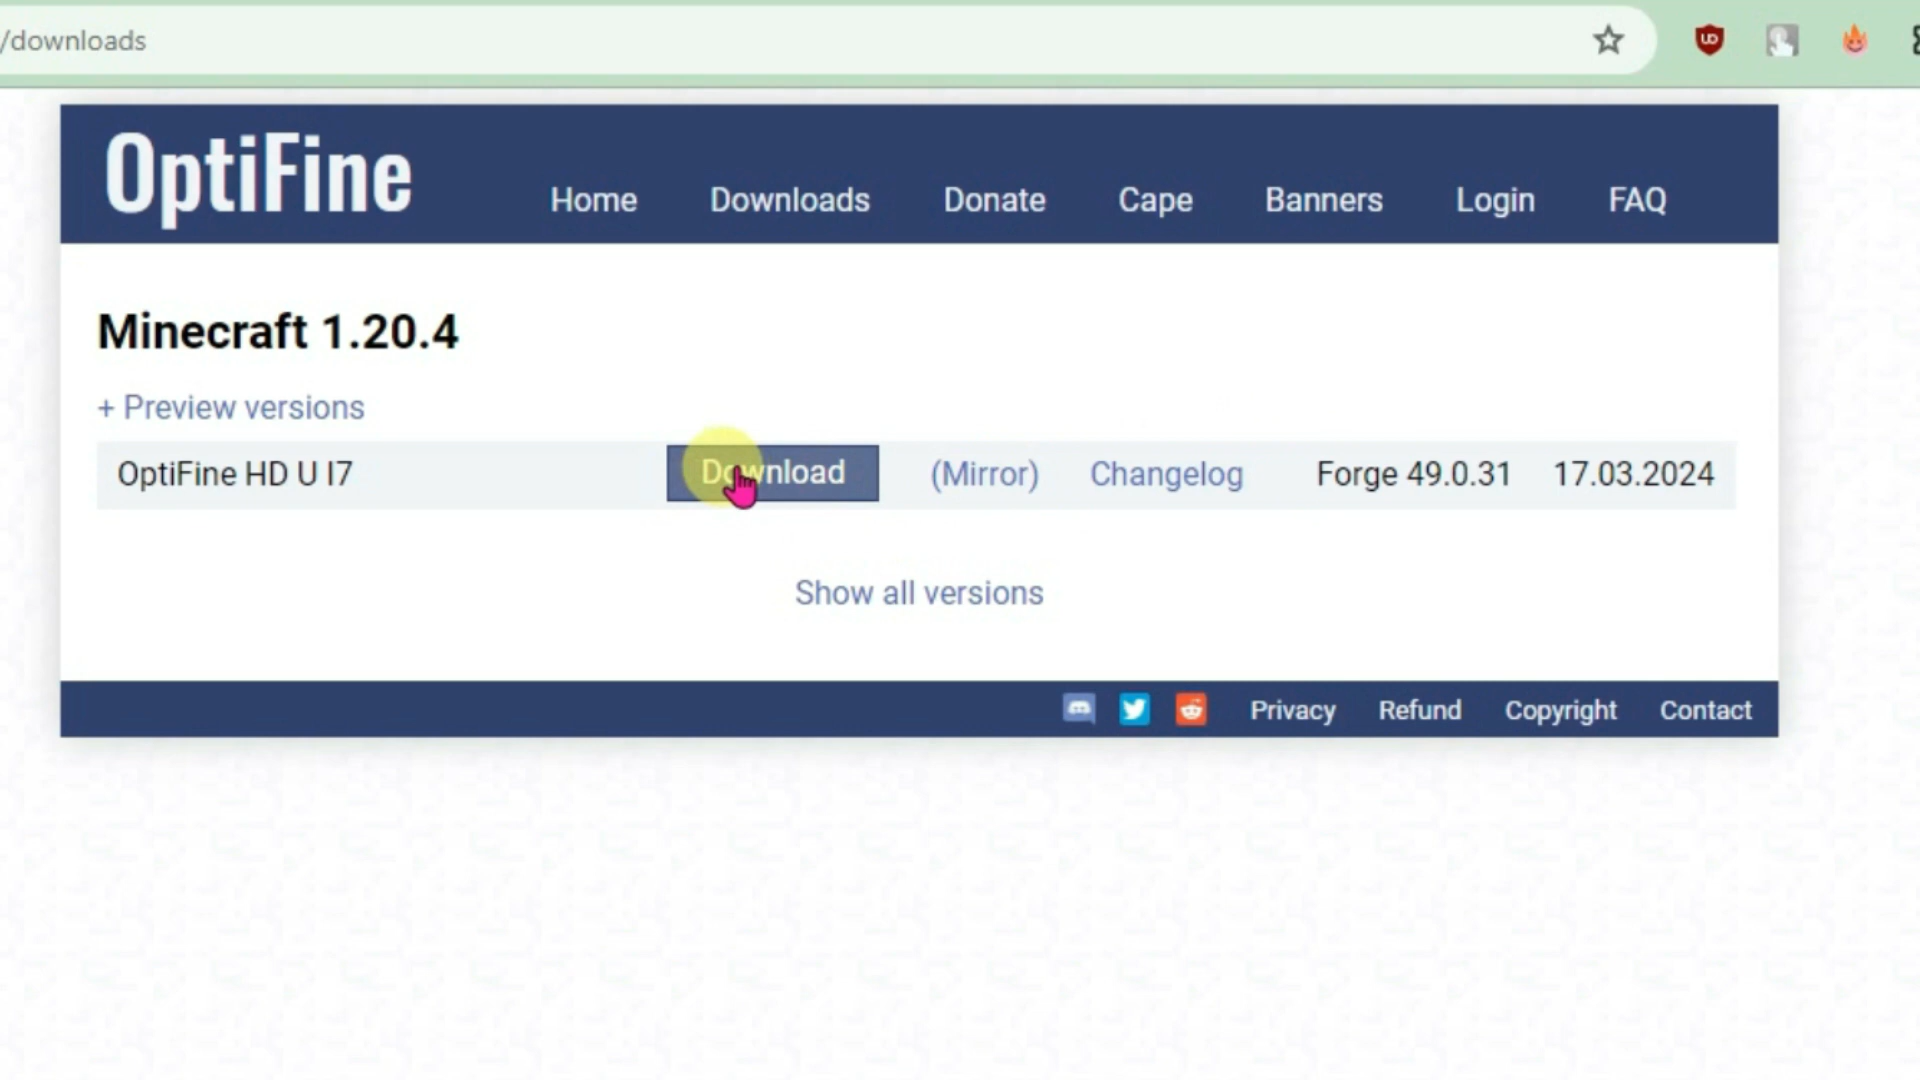 /downloads
OptiFine
Home Downloads Donate Cape Banners Login FAQ
Minecraft 1.20.4
+ Preview versions
OptiFine HD U I7 Download (Mirror) Changelog Forge 49.0.31 17.03.2024
Show all versions
Privacy Refund Copyright Contact